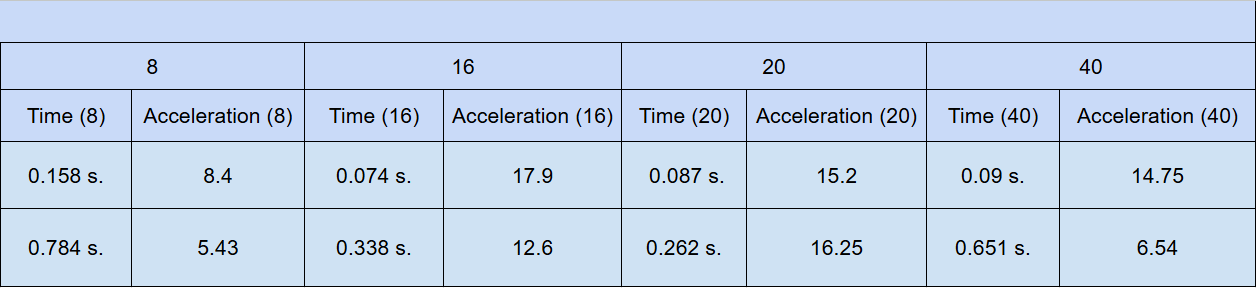 8 16 20 40
Time (8) Acceleration (8) Time (16) Acceleration (16) Time (20) Acceleration (20) Time (40) Acceleration (40)
0.158 s. 8.4 0.074 s. 17.9 0.087 s. 15.2 0.09 s. 14.75
0.784 s. 5.43 0.338 s. 12.6 0.262 s. 16.25 0.651 s. 6.54